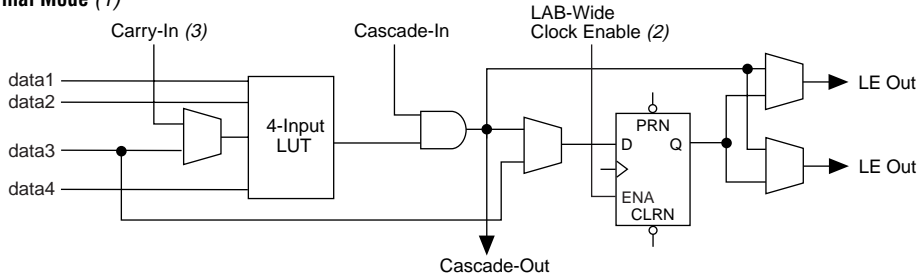 Mode (1)
LAB-Wide
Carry-In (3) Cascade-In Clock Enable (2)
data1
data2
data3
data4
4-Input
LUT
PRN
D Q
ENA
CLRN
LE Out
LE Out
Cascade-Out